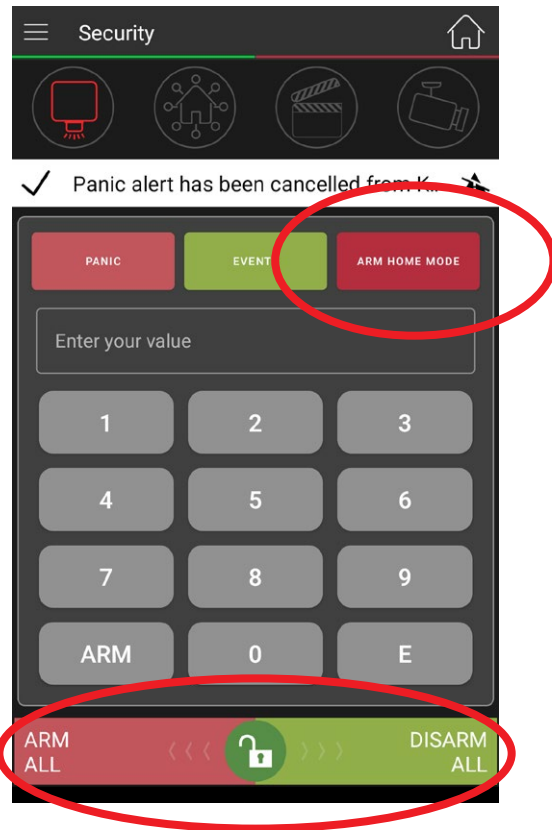 Security
Panic alert has been cancelled from K...
PANIC EVENT ARM HOME MODE
Enter your value
1 2 3
4 5 6
7 8 9
ARM 0 E
ARM ALL
DISARM ALL